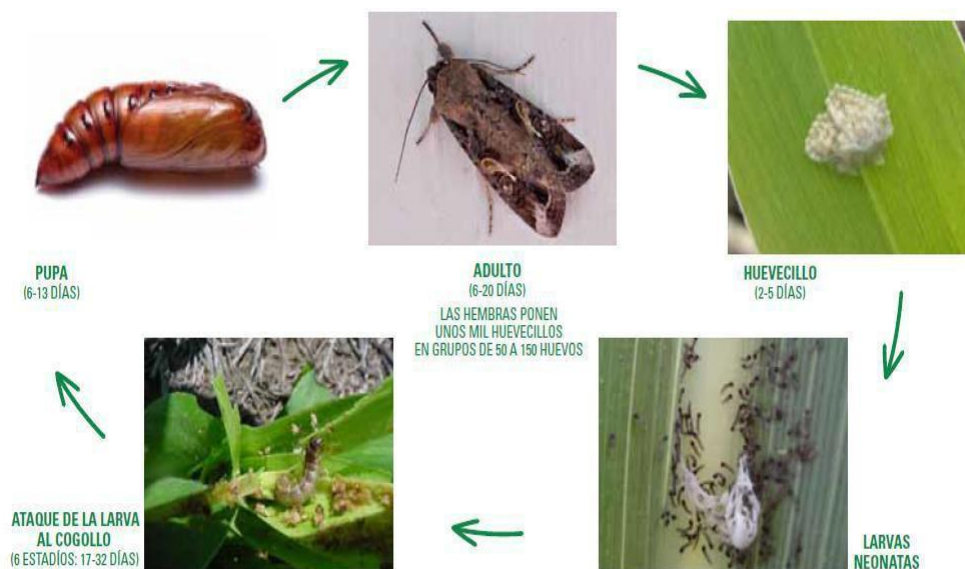 PUPA
(6-13 DÍAS)
ADULTO
(6-20 DÍAS)
LAS HEMBRAS PONEN
UNOS MIL HUEVECILLOS
EN GRUPOS DE 50 A 150 HUEVOS
HUEVECILLO
(2-5 DÍAS)
ATAQUE DE LA LARVA
AL COGOLLO
(6 ESTADÍOS: 17-32 DÍAS)
LARVAS
NEONATAS